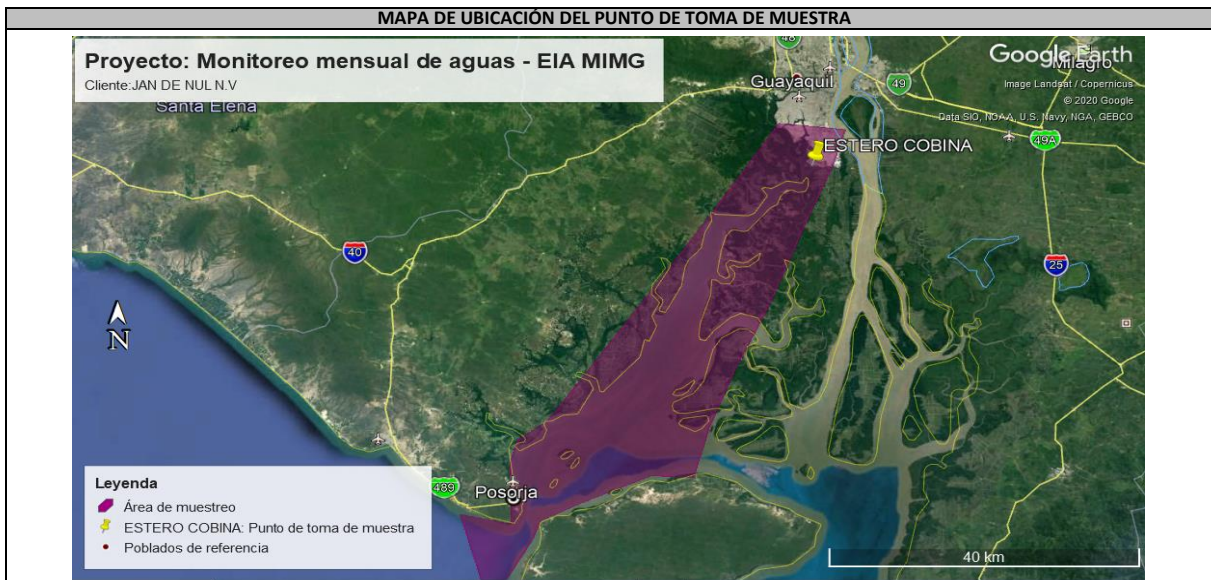 MAPA DE UBICACIÓN DEL PUNTO DE TOMA DE MUESTRA
Proyecto: Monitoreo mensual de aguas - EIA MIMG
Cliente:JAN DE NUL N.V
Google Earth
Milagro
Image Landsat / Copernicus
© 2020 Google
Data SIO, NOAA, U.S. Navy, NGA, GEBCO
48
Guayaquil
49
Santa Elena
ESTERO COBINA
49A
40
25
N
489
Posorja
Leyenda
Área de muestreo
ESTERO COBINA: Punto de toma de muestra
Poblados de referencia
40 km